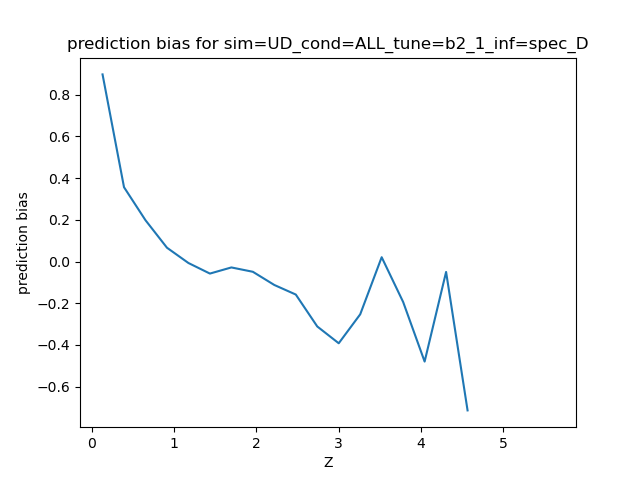 prediction bias for sim=UD_cond=ALL_tune=b2_1_inf=spec_D
prediction bias
0.8
0.6
0.4
0.2
0.0
−0.2
−0.4
−0.6
0 1 2 3 4 5
Z